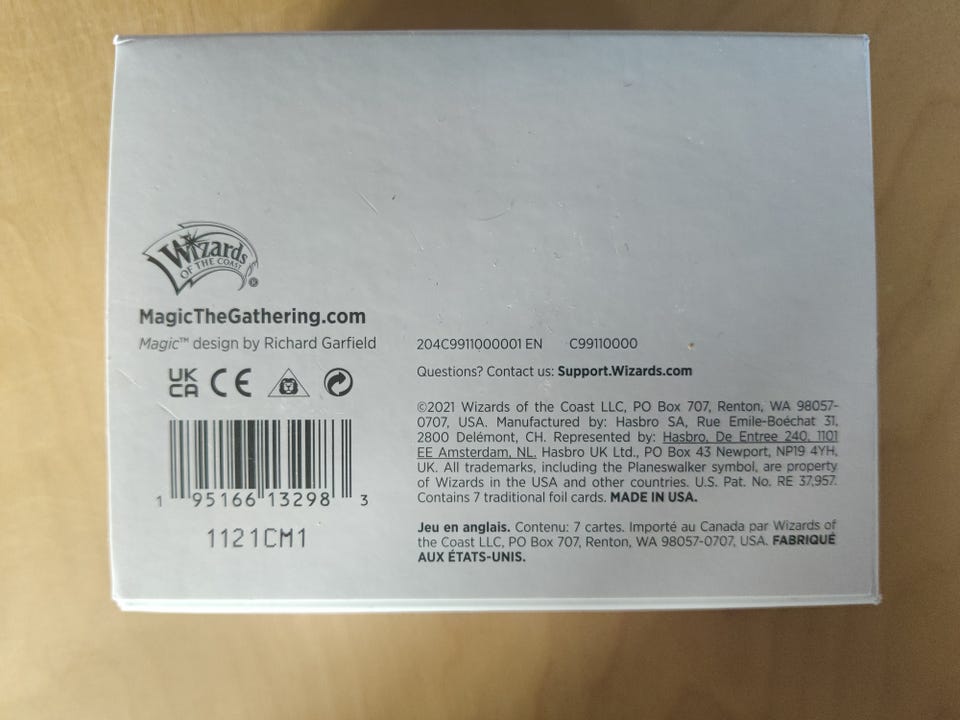 Wizards
OF THE COAST
MagicTheGathering.com
Magic™ design by Richard Garfield
UK
CA CE
1 95166 13298 3
1121CM1
204C9911000001 EN C99110000
Questions? Contact us: Support.Wizards.com
©2021 Wizards of the Coast LLC, PO Box 707, Renton, WA 98057-
0707, USA. Manufactured by: Hasbro SA, Rue Emile-Boéchat 31,
2800 Delémont, CH. Represented by: Hasbro, De Entree 240, 1101
EE Amsterdam, NL. Hasbro UK Ltd., PO Box 43 Newport, NP19 4YH,
UK. All trademarks, including the Planeswalker symbol, are property
of Wizards in the USA and other countries. U.S. Pat. No. RE 37,957.
Contains 7 traditional foil cards. MADE IN USA.
Jeu en anglais. Contenu: 7 cartes. Importé au Canada par Wizards of
the Coast LLC, PO Box 707, Renton, WA 98057-0707, USA. FABRIQUÉ
AUX ÉTATS-UNIS.